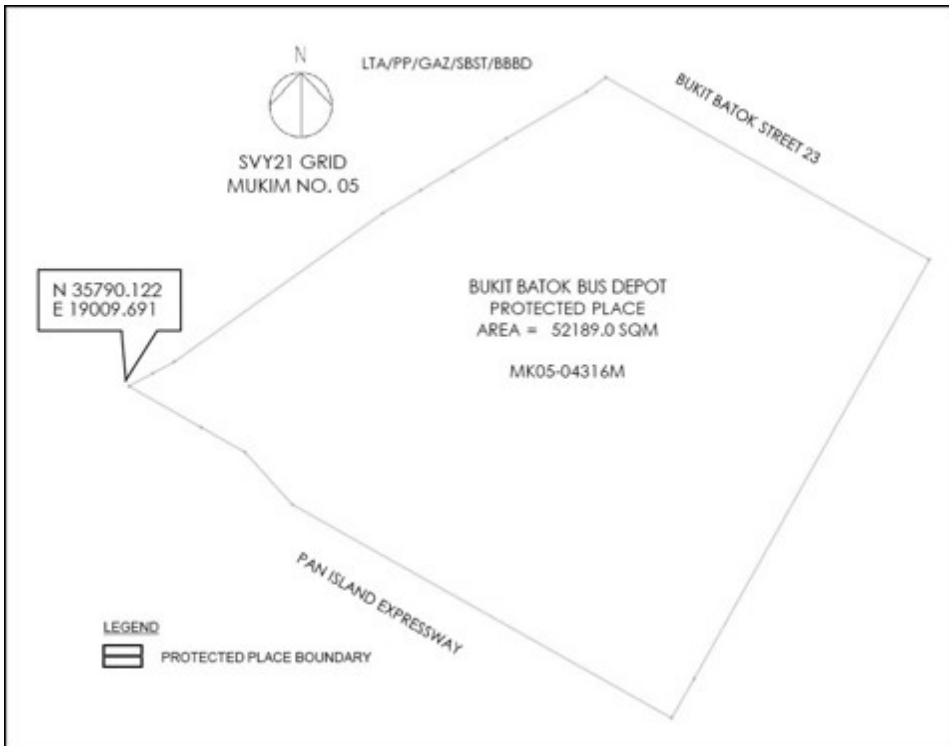 N
LTA/PP/GAZ/SBST/BBBD
SVY21 GRID
MUKIM NO. 05
BUKIT BATOK STREET 23
N 35790.122
E 19009.691
BUKIT BATOK BUS DEPOT
PROTECTED PLACE
AREA = 52189.0 SQM
MK05-04316M
PAN ISLAND EXPRESSWAY
LEGEND
PROTECTED PLACE BOUNDARY